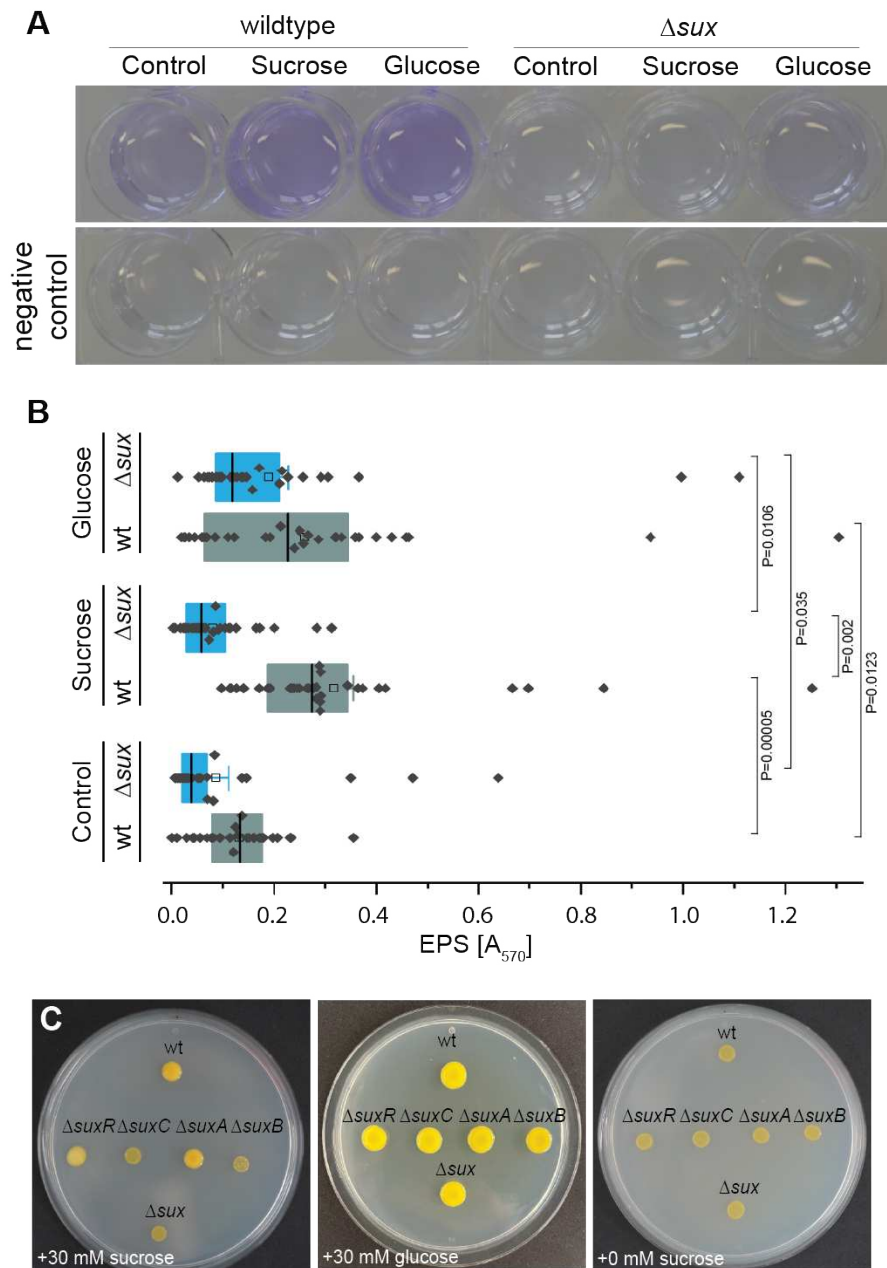 A
wildtype
Δsux
Control
Sucrose
Glucose
Control
Sucrose
Glucose
negative
control
B
Glucose
Δsux
wt
Sucrose
Δsux
wt
Control
Δsux
wt
P=0.0106
P=0.035
P=0.002
P=0.0123
P=0.00005
0.0
0.2
0.4
0.6
0.8
1.0
1.2
EPS [A570]
C
wt
ΔsuxR
ΔsuxC
ΔsuxA
ΔsuxB
Δsux
+30 mM sucrose
wt
ΔsuxR
ΔsuxC
ΔsuxA
ΔsuxB
Δsux
+30 mM glucose
wt
ΔsuxR
ΔsuxC
ΔsuxA
ΔsuxB
Δsux
+0 mM sucrose